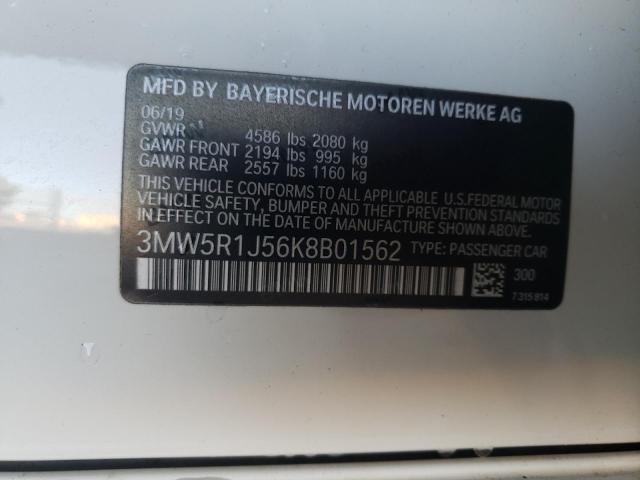 MFD BY BAYERISCHE MOTOREN WERKE AG
06/19
GVWR 4586 lbs 2080 kg
GAWR FRONT 2194 lbs 995 kg
GAWR REAR 2557 lbs 1160 kg
THIS VEHICLE CONFORMS TO ALL APPLICABLE U.S.FEDERAL MOTOR
VEHICLE SAFETY, BUMPER, AND THEFT PREVENTION STANDARDS
IN EFFECT ON THE DATE OF MANUFACTURE SHOWN ABOVE.
3MW5R1J56K8B01562 TYPE: PASSENGER CAR
300
7315814